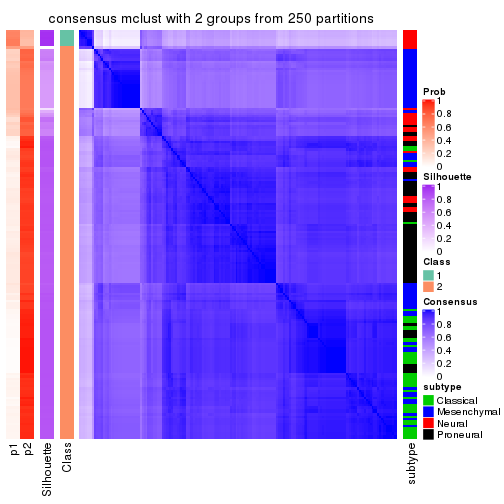 consensus mclust with 2 groups from 250 partitions
Prob
1
0.8
0.6
0.4
0.2
0
Silhouette
1
0.8
0.6
0.4
0.2
0
Class
1
2
Consensus
1
0.8
0.6
0.4
0.2
0
subtype
Classical
Mesenchymal
Neural
Proneural
p1
p2
Silhouette
Class
subtype